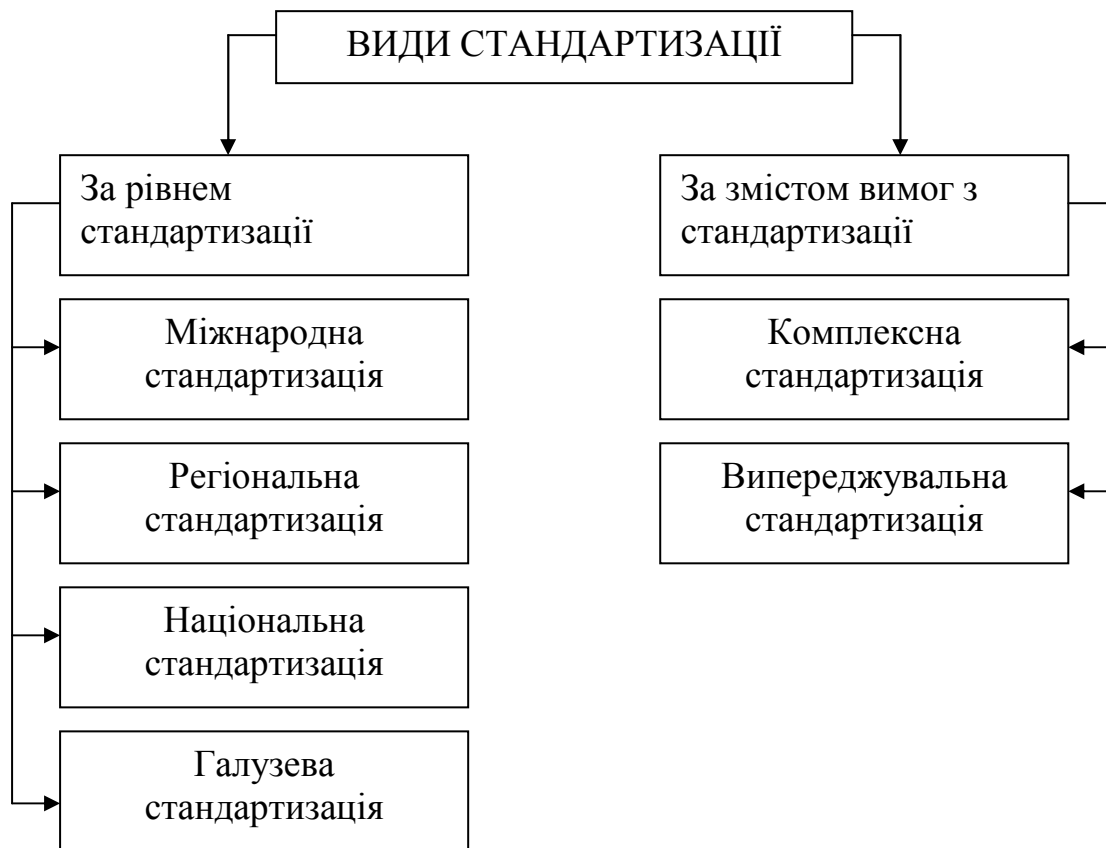 ВИДИ СТАНДАРТИЗАЦІЇ
За рівнем
стандартизації
Міжнародна
стандартизація
Регіональна
стандартизація
Національна
стандартизація
Галузева
стандартизація
За змістом вимог з
стандартизації
Комплексна
стандартизація
Випереджувальна
стандартизація